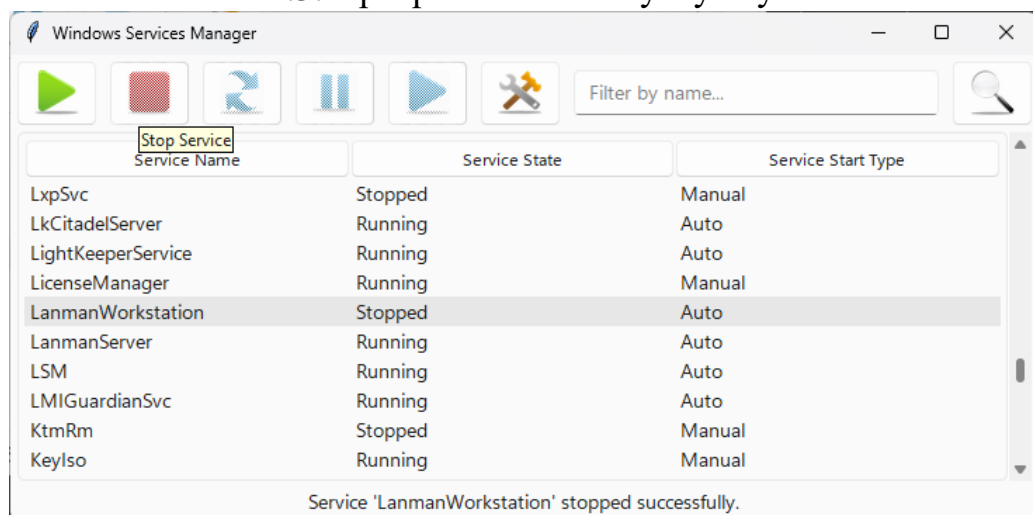 Windows Services Manager
Filter by name...
Stop Service
Service Name Service State Service Start Type
LxpSvc Stopped Manual
LkCitadelServer Running Auto
LightKeeperService Running Auto
LicenseManager Running Manual
LanmanWorkstation Stopped Auto
LanmanServer Running Auto
LSM Running Auto
LMIGuardianSvc Running Auto
KtmRm Stopped Manual
KeyIso Running Manual
Service 'LanmanWorkstation' stopped successfully.